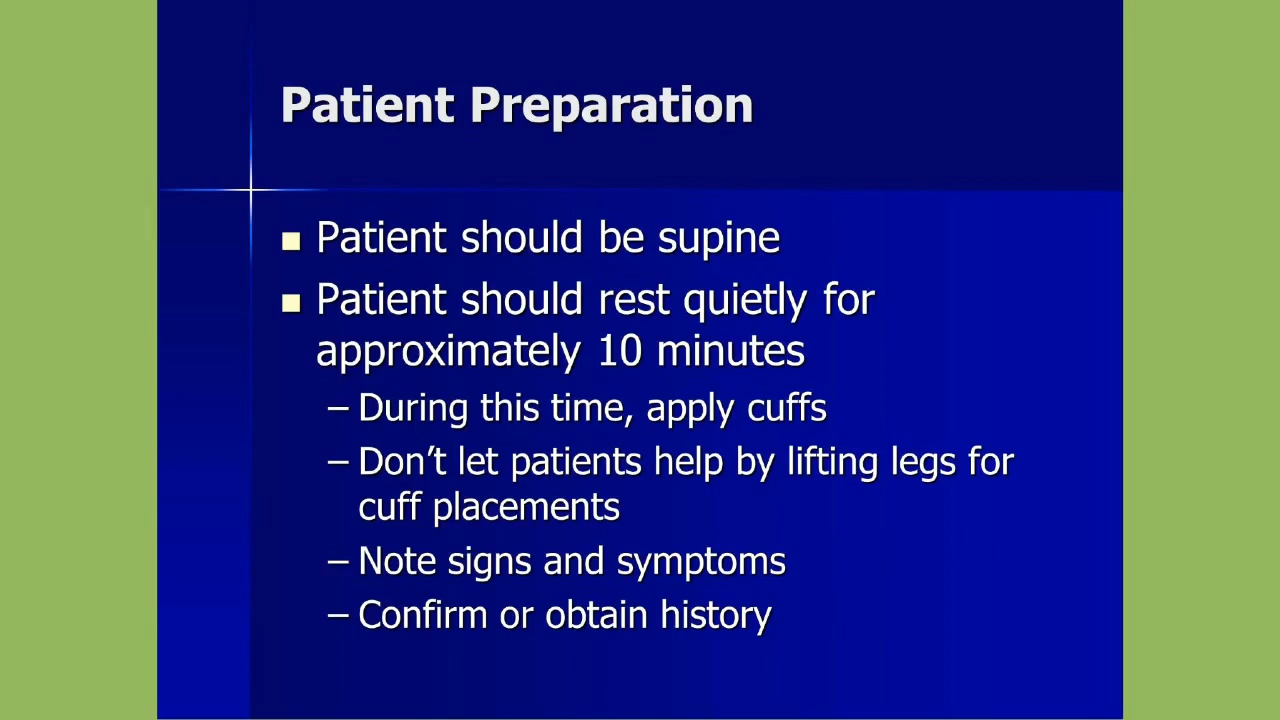 Patient Preparation
Patient should be supine
Patient should rest quietly for
approximately 10 minutes
– During this time, apply cuffs
– Don’t let patients help by lifting legs for
cuff placements
– Note signs and symptoms
– Confirm or obtain history